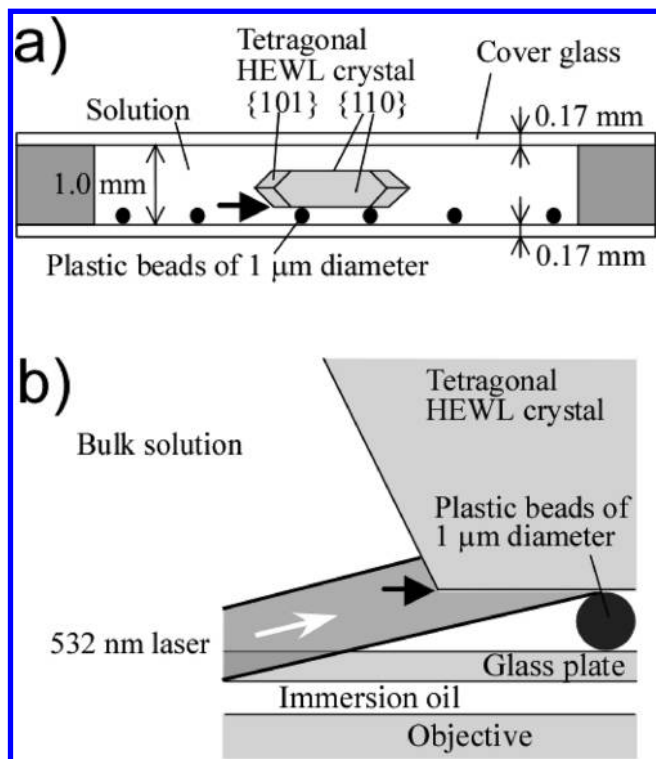 a)
Tetragonal
HEWL crystal
{101} {110}
Cover glass
Solution
0.17 mm
1.0 mm
Plastic beads of 1 μm diameter
0.17 mm
b)
Tetragonal
HEWL crystal
Bulk solution
Plastic beads of
1 μm diameter
532 nm laser
Glass plate
Immersion oil
Objective